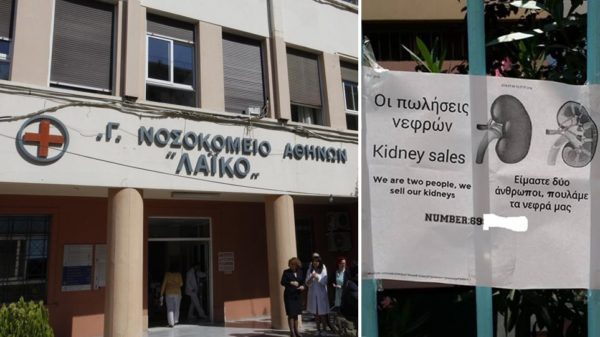 .Γ. ΝΟΣΟΚΟΜΕΙΟ ΑΘΗΝΩΝ
"ΛΑΪΚΟ"
Οι πωλήσεις
νεφρών
Kidney sales
We are two people, we
sell our kidneys
Είμαστε δύο
άνθρωποι, πουλάμε
τα νεφρά μας
NUMBER:69